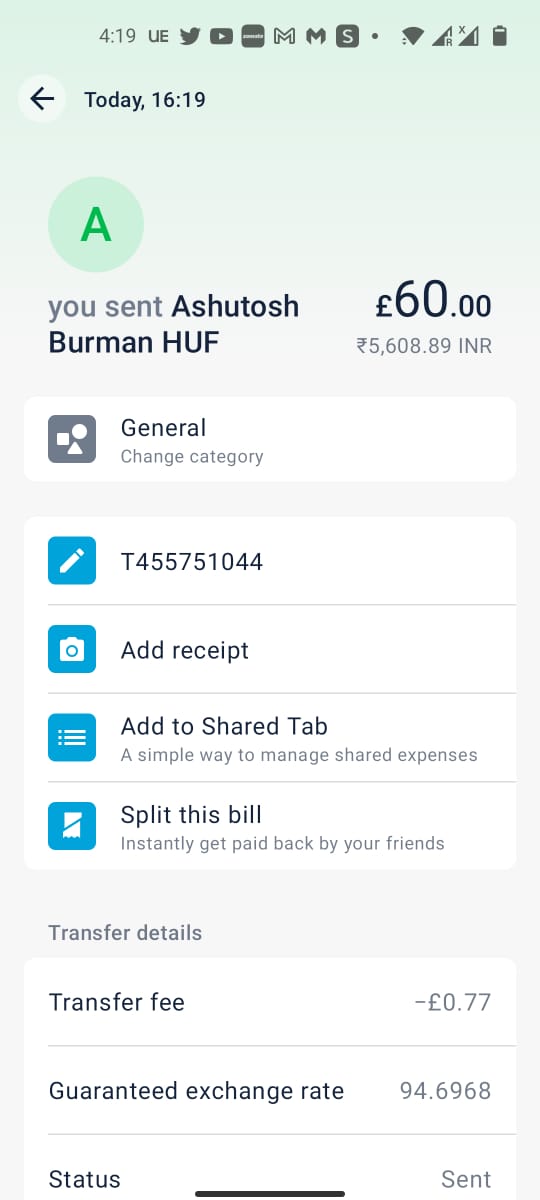 4:19 UE S
Today, 16:19
A
you sent Ashutosh
Burman HUF
£60.00
₹5,608.89 INR
General
Change category
T455751044
Add receipt
Add to Shared Tab
A simple way to manage shared expenses
Split this bill
Instantly get paid back by your friends
Transfer details
Transfer fee -£0.77
Guaranteed exchange rate 94.6968
Status Sent